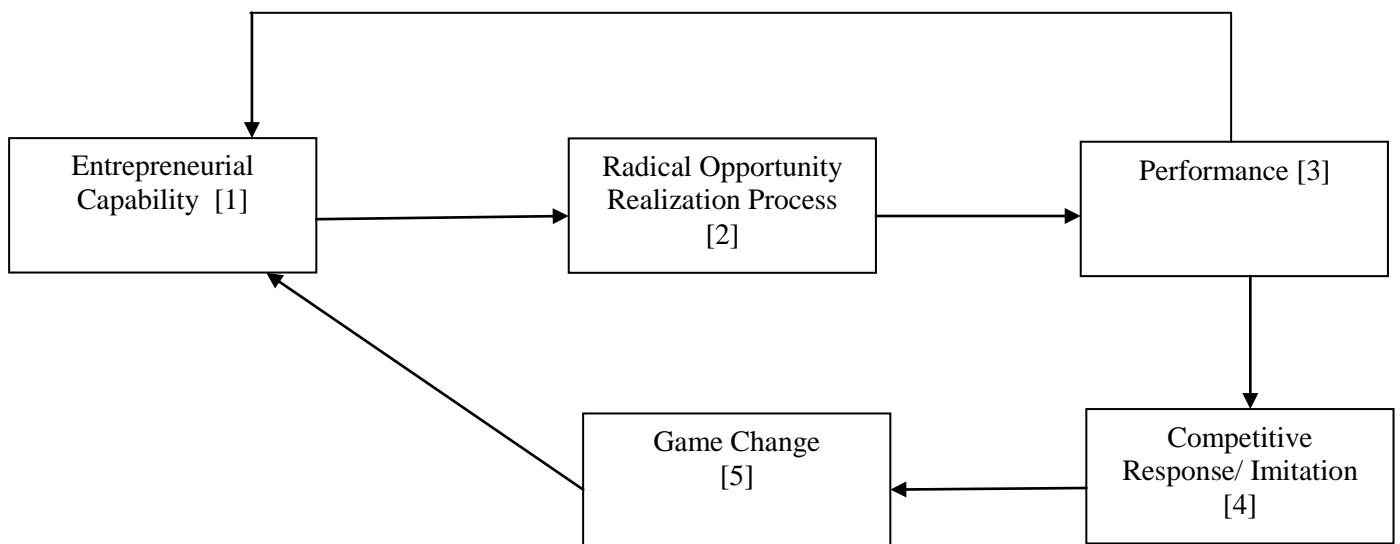 Entrepreneurial
Capability [1]
Radical Opportunity
Realization Process
[2]
Performance [3]
Game Change
[5]
Competitive
Response/ Imitation
[4]